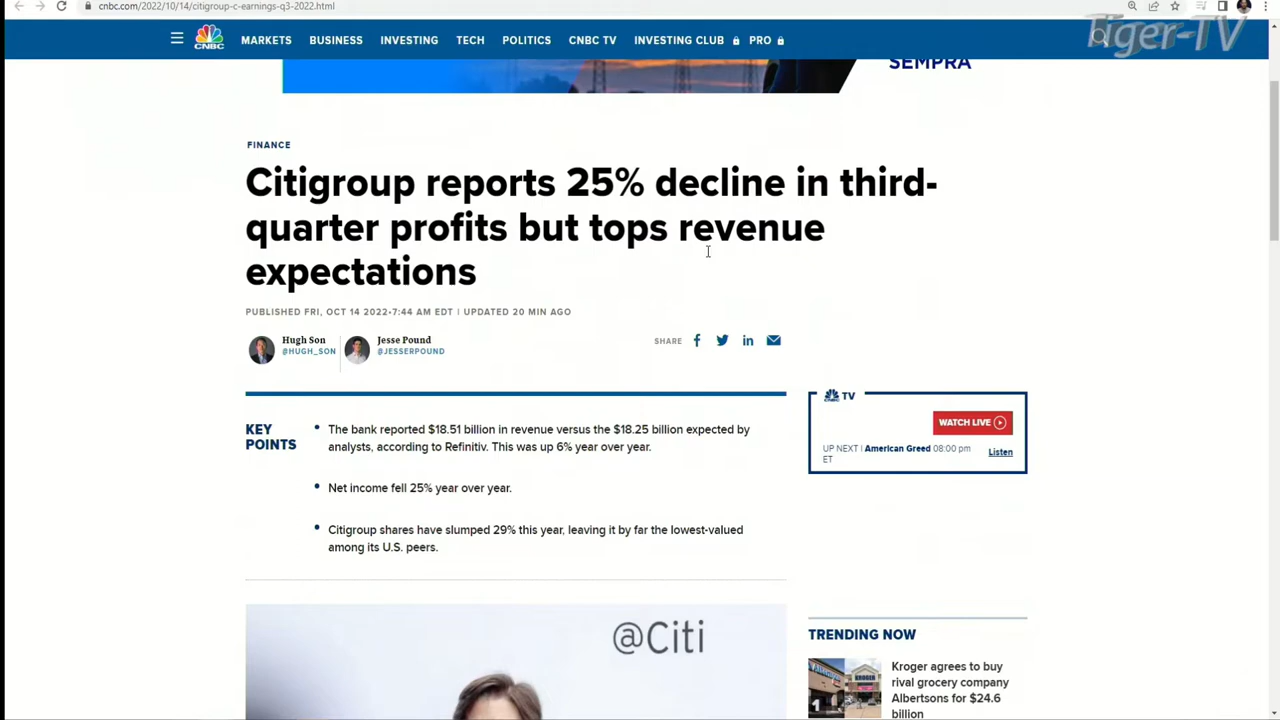 cnbc.com/2022/10/14/citigroup-c-earnings-q3-2022.html
Tiger-TV
CNBC
MARKETS BUSINESS INVESTING TECH POLITICS CNBC TV INVESTING CLUB PRO
SEMPRA
FINANCE
Citigroup reports 25% decline in third-
quarter profits but tops revenue
expectations
PUBLISHED FRI, OCT 14 2022•7:44 AM EDT | UPDATED 20 MIN AGO
Hugh Son
@HUGH_SON
Jesse Pound
@JESSERPOUND
SHARE
KEY
POINTS
The bank reported $18.51 billion in revenue versus the $18.25 billion expected by
analysts, according to Refinitiv. This was up 6% year over year.
Net income fell 25% year over year.
Citigroup shares have slumped 29% this year, leaving it by far the lowest-valued
among its U.S. peers.
TV
WATCH LIVE
UP NEXT | American Greed 08:00 pm
ET
Listen
@Citi
TRENDING NOW
KROGER
1
Kroger agrees to buy
rival grocery company
Albertsons for $24.6
billion